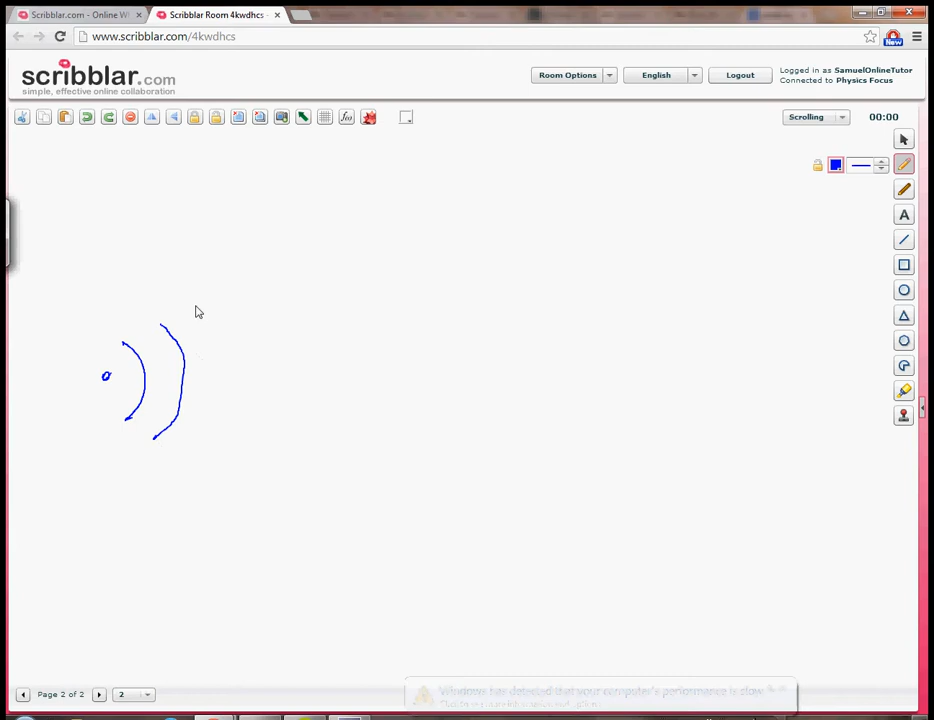 Scribblar.com - Online W
Scribblar Room 4kwdhcs -
www.scribblar.com/4kwdhcs
New
scribblar.com
simple, effective online collaboration
Room Options
English
Logout
Logged in as SamuelOnlineTutor
Connected to Physics Focus
f(x)
Scrolling
00:00
A
Page 2 of 2
2
Windows has detected that your computer's performance is slow